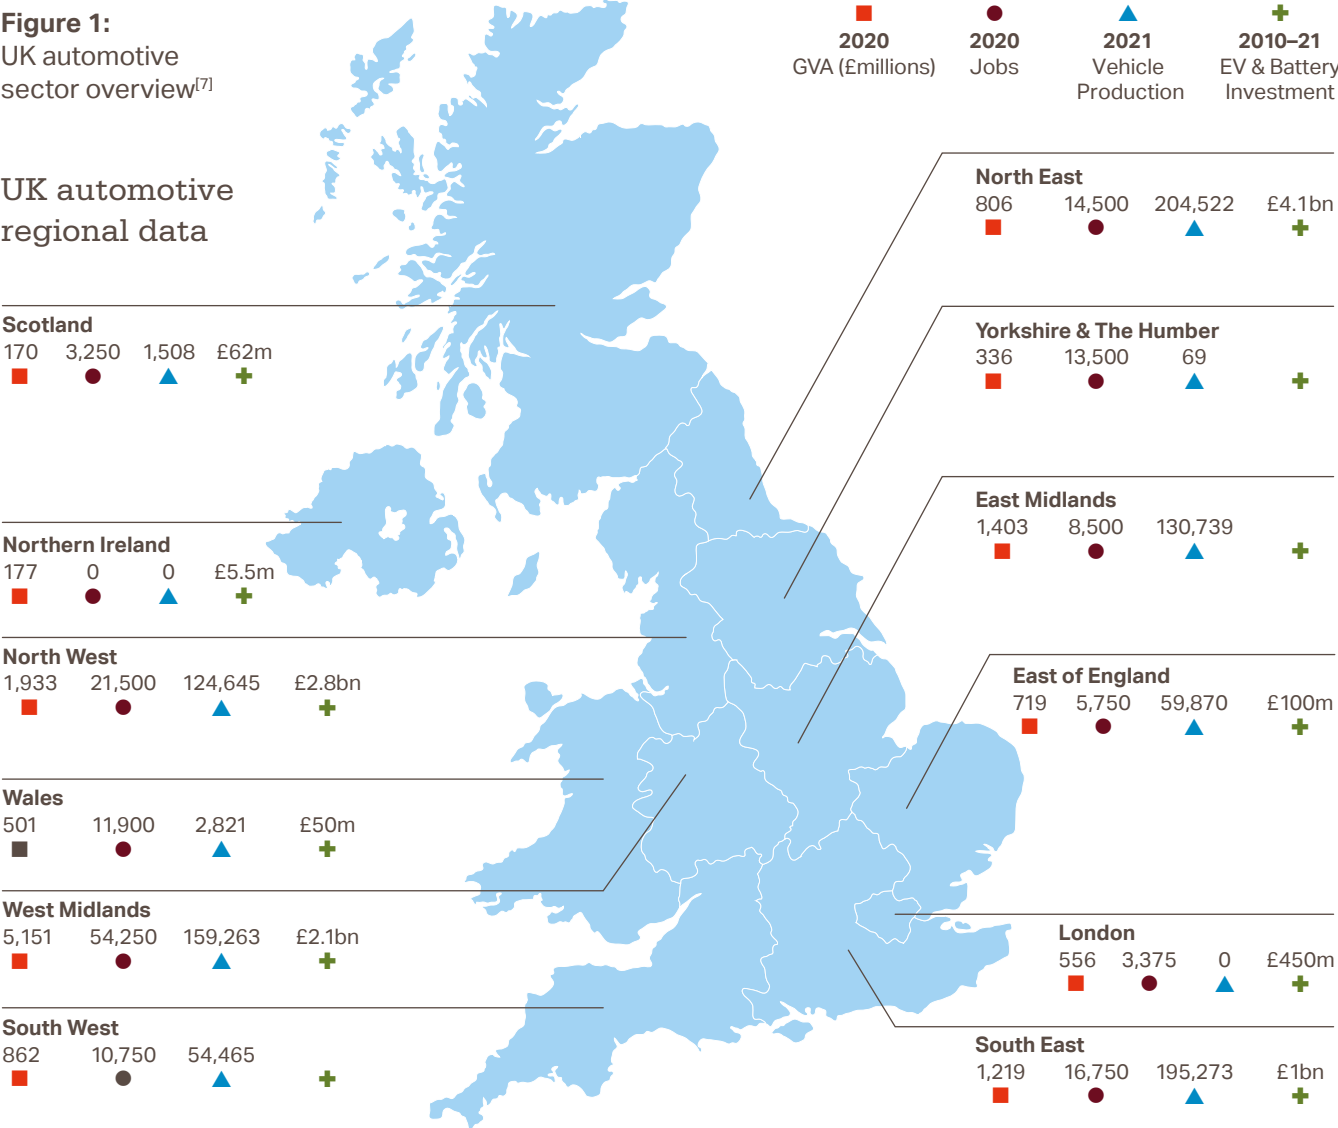 Figure 1:
UK automotive
sector overview[7]
2020
GVA (£millions)
2020
Jobs
2021
Vehicle
Production
2010–21
EV & Battery
Investment
UK automotive
regional data
North East
806 14,500 204,522 £4.1bn
Yorkshire & The Humber
336 13,500 69
Scotland
170 3,250 1,508 £62m
East Midlands
1,403 8,500 130,739
Northern Ireland
177 0 0 £5.5m
North West
1,933 21,500 124,645 £2.8bn
East of England
719 5,750 59,870 £100m
Wales
501 11,900 2,821 £50m
West Midlands
5,151 54,250 159,263 £2.1bn
London
556 3,375 0 £450m
South West
862 10,750 54,465
South East
1,219 16,750 195,273 £1bn